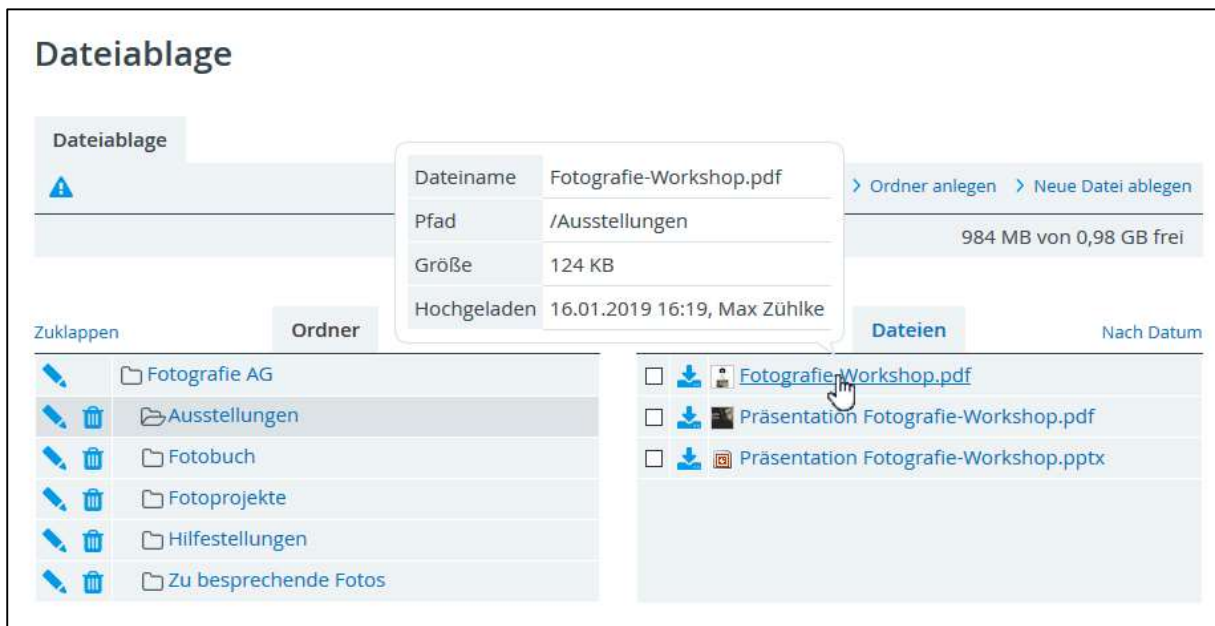 Dateiablage
Dateiablage
Dateiname Fotografie-Workshop.pdf
Pfad /Ausstellungen
Größe 124 KB
Hochgeladen 16.01.2019 16:19, Max Zühlke
Ordner anlegen Neue Datei ablegen
984 MB von 0,98 GB frei
Zuklappen Ordner
Dateien Nach Datum
Fotografie AG
Ausstellungen
Fotobuch
Fotoprojekte
Hilfestellungen
Zu besprechende Fotos
Fotografie-Workshop.pdf
Präsentation Fotografie-Workshop.pdf
Präsentation Fotografie-Workshop.pptx